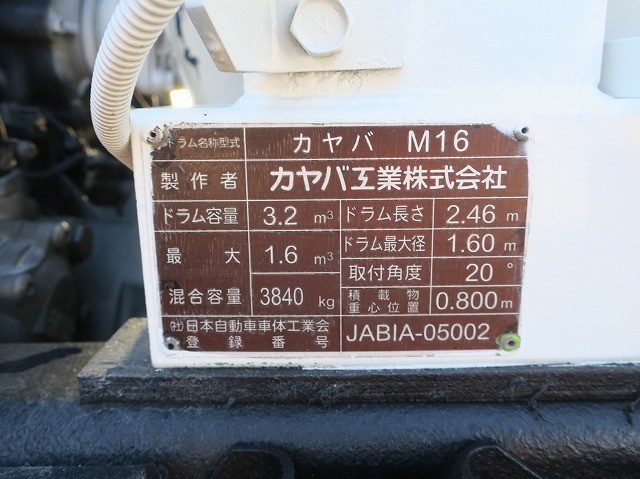 ドラム名称型式 カヤバ M16
製作者 カヤバ工業株式会社
ドラム容量 3.2 m³ ドラム長さ 2.46 m
最大 1.6 m³ ドラム最大径 1.60 m
取付角度 20°
混合容量 3840 kg 積載物重心位置 0.800 m
(社)日本自動車車体工業会
登録番号 JABIA-05002